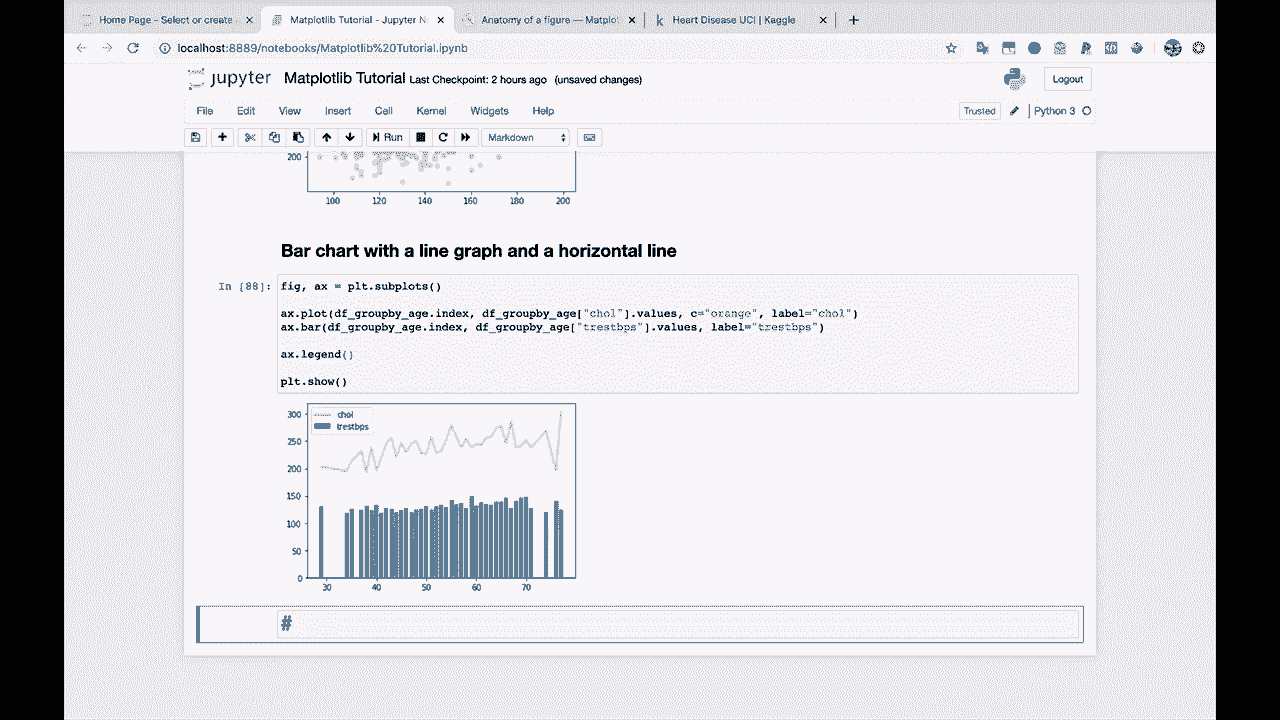 Home Page - Select or create a
Matplotlib Tutorial - Jupyter N
Anatomy of a figure — Matplot
Heart Disease UCI | Kaggle
localhost:8889/notebooks/Matplotlib%20Tutorial.ipynb
jupyter Matplotlib Tutorial Last Checkpoint: 2 hours ago (unsaved changes)
Logout
File Edit View Insert Cell Kernel Widgets Help
Trusted
Python 3
Run
Markdown
200
100 120 140 160 180 200
Bar chart with a line graph and a horizontal line
In [88]: fig, ax = plt.subplots()
ax.plot(df_groupby_age.index, df_groupby_age["chol"].values, c="orange", label="chol")
ax.bar(df_groupby_age.index, df_groupby_age["trestbps"].values, label="trestbps")
ax.legend()
plt.show()
300
chol
trestbps
250
200
150
100
50
0
30 40 50 60 70
#